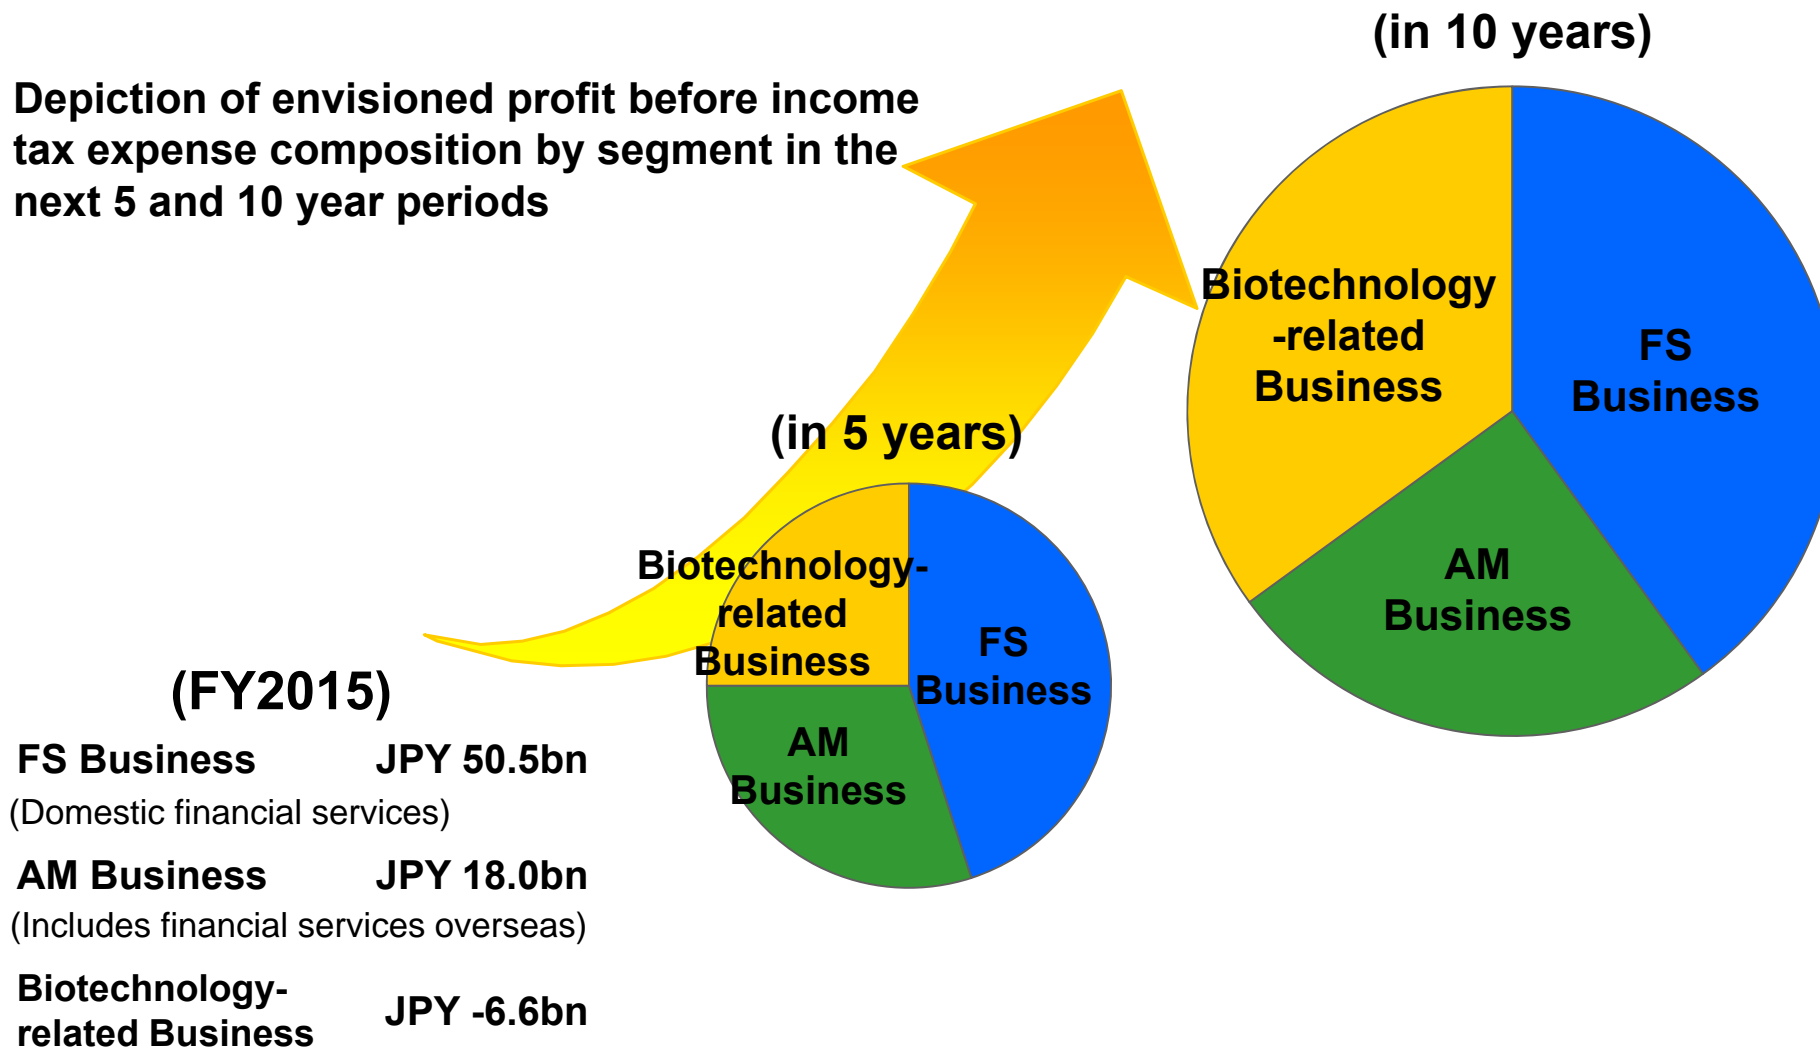 Depiction of envisioned profit before income
tax expense composition by segment in the
next 5 and 10 year periods
(in 10 years)
Biotechnology
-related
Business
FS
Business
AM
Business
(in 5 years)
Biotechnology-
related
Business
FS
Business
AM
Business
(FY2015)
FS Business JPY 50.5bn
(Domestic financial services)
AM Business JPY 18.0bn
(Includes financial services overseas)
Biotechnology-
related Business JPY -6.6bn